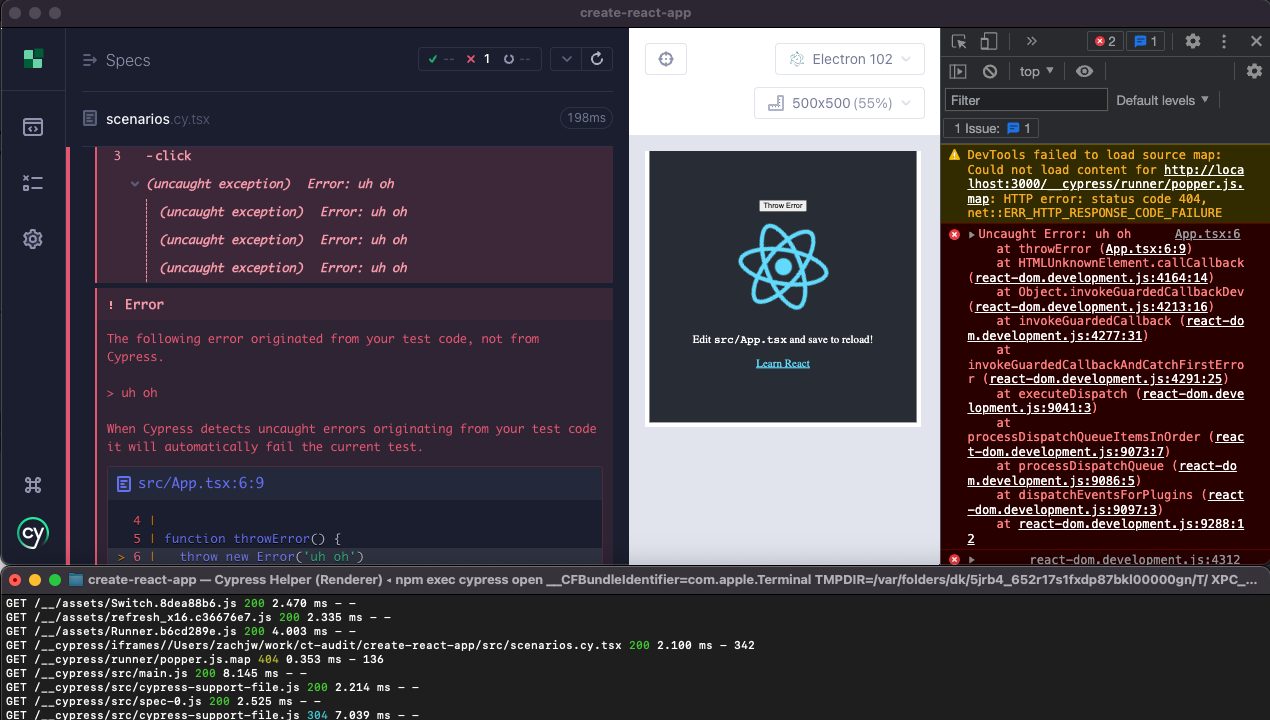 create-react-app
Specs
-- 1 --
scenarios.cy.tsx 198ms
3 -click
(uncaught exception) Error: uh oh
(uncaught exception) Error: uh oh
(uncaught exception) Error: uh oh
(uncaught exception) Error: uh oh
! Error
The following error originated from your test code, not from
Cypress.
> uh oh
When Cypress detects uncaught errors originating from your test code
it will automatically fail the current test.
src/App.tsx:6:9
4 |
5 | function throwError() {
> 6 | throw new Error('uh oh')
cy
Electron 102
500x500 (55%)
Throw Error
Edit src/App.tsx and save to reload!
Learn React
2 1
top
Filter Default levels
1 Issue: 1
DevTools failed to load source map:
Could not load content for http://loca
lhost:3000/__cypress/runner/popper.js.
map: HTTP error: status code 404,
net::ERR_HTTP_RESPONSE_CODE_FAILURE
Uncaught Error: uh oh App.tsx:6
at throwError (App.tsx:6:9)
at HTMLUnknownElement.callCallback
(react-dom.development.js:4164:14)
at Object.invokeGuardedCallbackDev
(react-dom.development.js:4213:16)
at invokeGuardedCallback (react-do
m.development.js:4277:31)
at
invokeGuardedCallbackAndCatchFirstErro
r (react-dom.development.js:4291:25)
at executeDispatch (react-dom.deve
lopment.js:9041:3)
at
processDispatchQueueItemsInOrder (reac
t-dom.development.js:9073:7)
at processDispatchQueue (react-do
m.development.js:9086:5)
at dispatchEventsForPlugins (react
-dom.development.js:9097:3)
at react-dom.development.js:9288:1
2
react-dom.development.js:4312
create-react-app — Cypress Helper (Renderer) ◂ npm exec cypress open __CFBundleIdentifier=com.apple.Terminal TMPDIR=/var/folders/dk/5jrb4_652r17s1fxdp87bkl00000gn/T/ XPC_...
GET /__/assets/Switch.8dea88b6.js 200 2.470 ms - -
GET /__/assets/refresh_x16.c36676e7.js 200 2.335 ms - -
GET /__/assets/Runner.b6cd289e.js 200 4.003 ms - -
GET /__cypress/iframes//Users/zachjw/work/ct-audit/create-react-app/src/scenarios.cy.tsx 200 2.100 ms - 342
GET /__cypress/runner/popper.js.map 404 0.353 ms - 136
GET /__cypress/src/main.js 200 8.145 ms - -
GET /__cypress/src/cypress-support-file.js 200 2.214 ms - -
GET /__cypress/src/spec-0.js 200 2.525 ms - -
GET /__cypress/src/cypress-support-file.js 304 7.039 ms - -